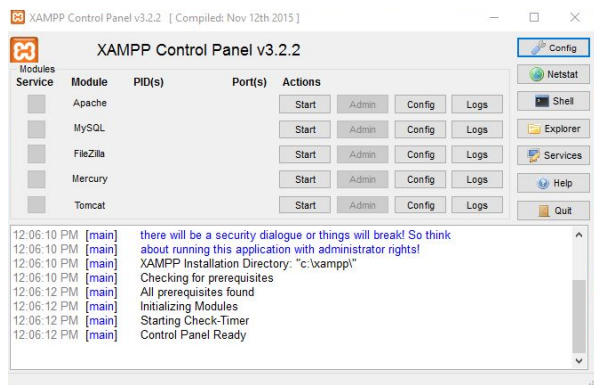 XAMPP Control Panel v3.2.2 [ Compiled: Nov 12th 2015 ]
XAMPP Control Panel v3.2.2
Config
Modules
Service Module PID(s) Port(s) Actions
Netstat
Apache Start Admin Config Logs
Shell
MySQL Start Admin Config Logs
Explorer
FileZilla Start Admin Config Logs
Services
Mercury Start Admin Config Logs
Help
Tomcat Start Admin Config Logs
Quit
12:06:10 PM [main] there will be a security dialogue or things will break! So think
12:06:10 PM [main] about running this application with administrator rights!
12:06:10 PM [main] XAMPP Installation Directory: "c:\xampp\"
12:06:10 PM [main] Checking for prerequisites
12:06:12 PM [main] All prerequisites found
12:06:12 PM [main] Initializing Modules
12:06:12 PM [main] Starting Check-Timer
12:06:12 PM [main] Control Panel Ready